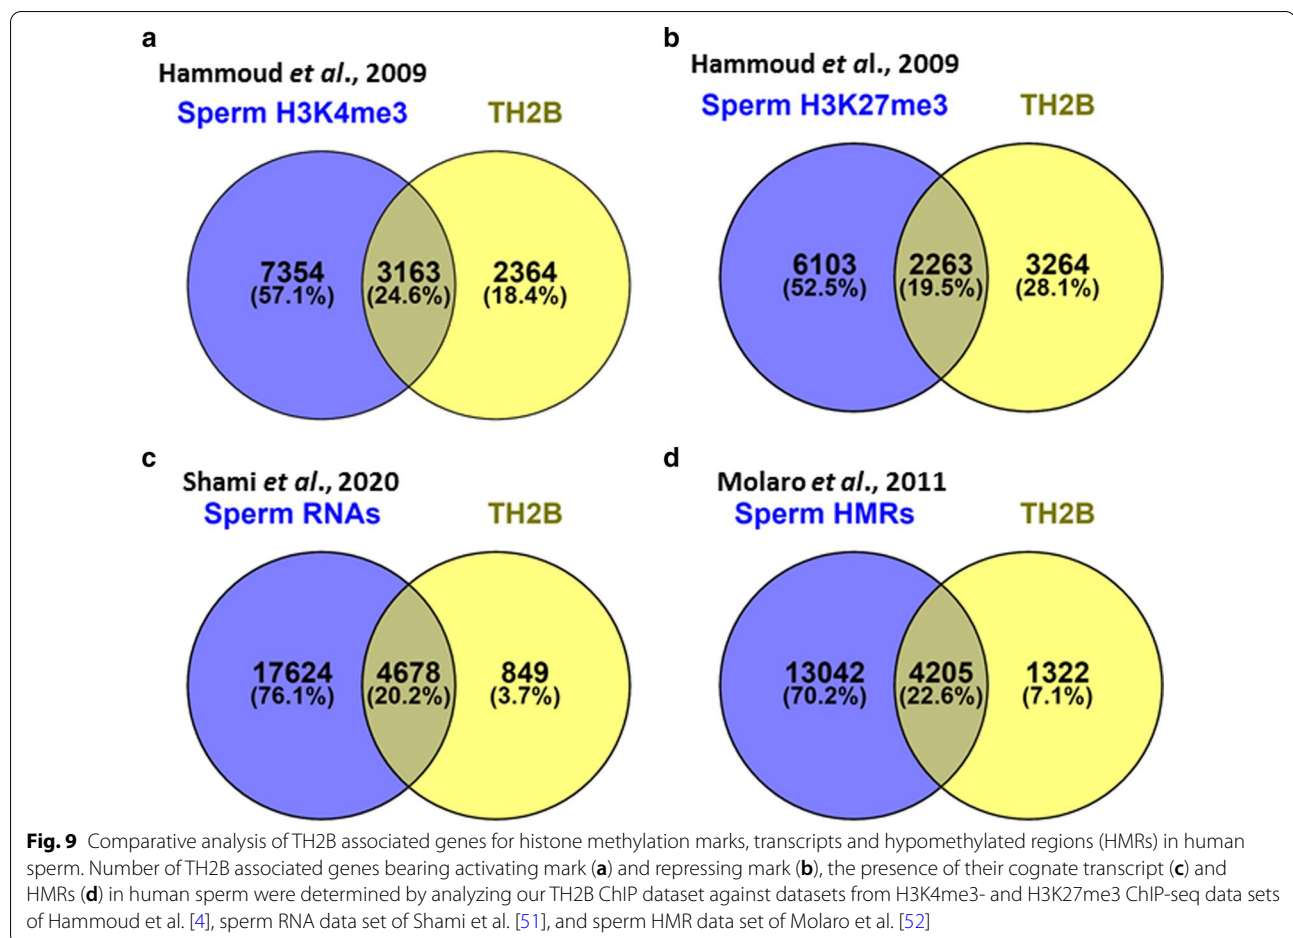 a
Hammoud et al., 2009
Sperm H3K4me3 TH2B
7354 3163 2364
(57.1%) (24.6%) (18.4%)
b
Hammoud et al., 2009
Sperm H3K27me3 TH2B
6103 2263 3264
(52.5%) (19.5%) (28.1%)
c
Shami et al., 2020
Sperm RNAs TH2B
17624 4678 849
(76.1%) (20.2%) (3.7%)
d
Molaro et al., 2011
Sperm HMRs TH2B
13042 4205 1322
(70.2%) (22.6%) (7.1%)
Fig. 9 Comparative analysis of TH2B associated genes for histone methylation marks, transcripts and hypomethylated regions (HMRs) in human
sperm. Number of TH2B associated genes bearing activating mark (a) and repressing mark (b), the presence of their cognate transcript (c) and
HMRs (d) in human sperm were determined by analyzing our TH2B ChIP dataset against datasets from H3K4me3- and H3K27me3 ChIP-seq data sets
of Hammoud et al. [4], sperm RNA data set of Shami et al. [51], and sperm HMR data set of Molaro et al. [52]